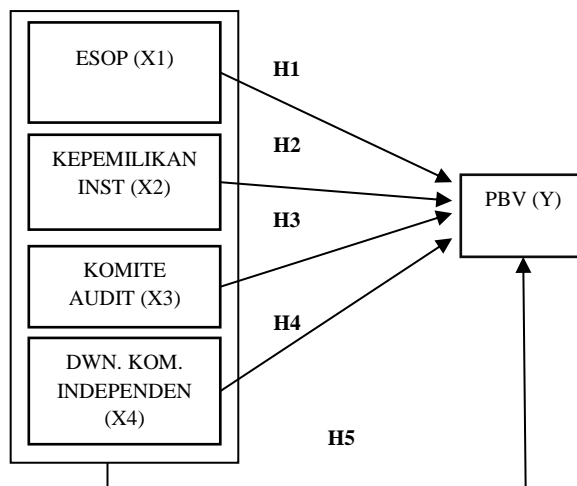 ESOP (X1)
H1
H2
KEPEMILIKAN
INST (X2)
PBV (Y)
H3
KOMITE
AUDIT (X3)
H4
DWN. KOM.
INDEPENDEN
(X4)
H5